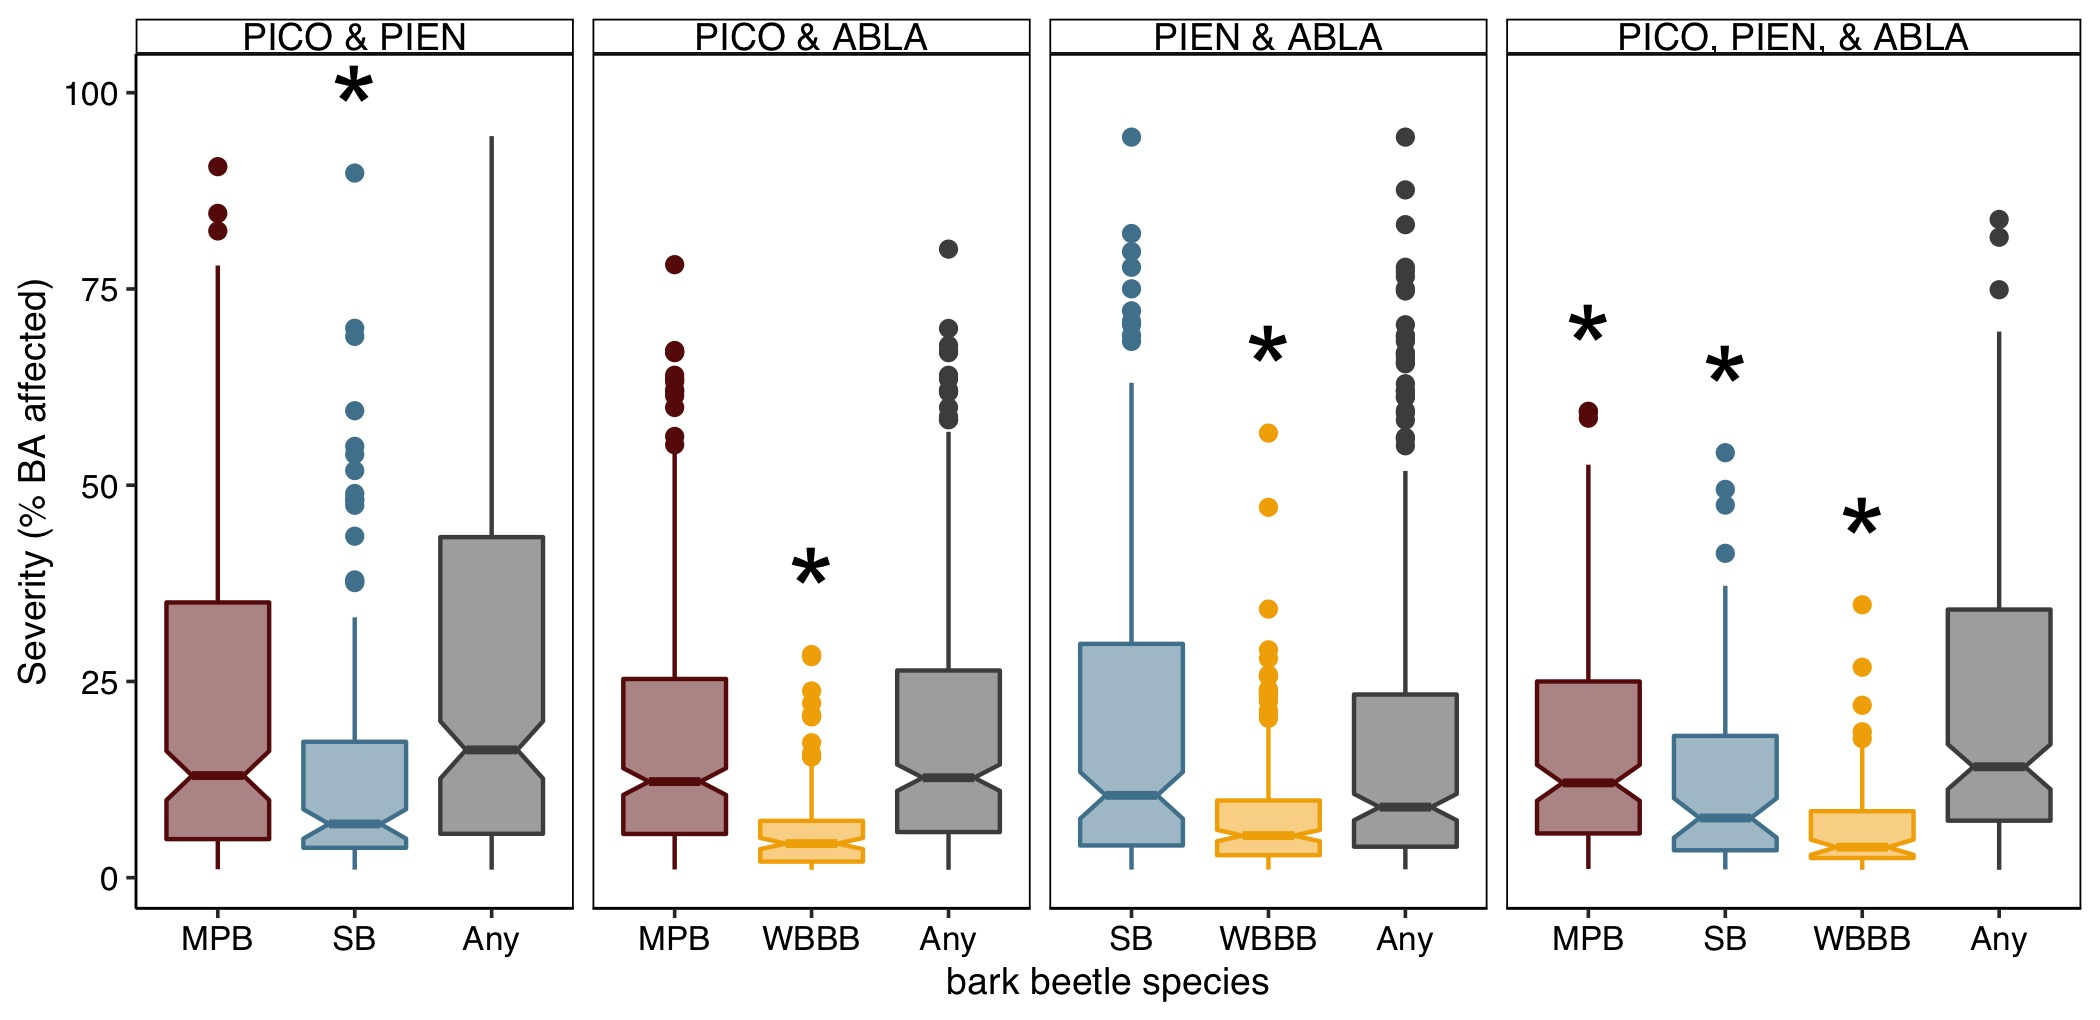 PICO & PIEN
PICO & ABLA
PIEN & ABLA
PICO, PIEN, & ABLA
Severity (% BA affected)
100
75
50
25
0
*
*
*
*
*
*
MPB SB Any
MPB WBBB Any
SB WBBB Any
MPB SB WBBB Any
bark beetle species